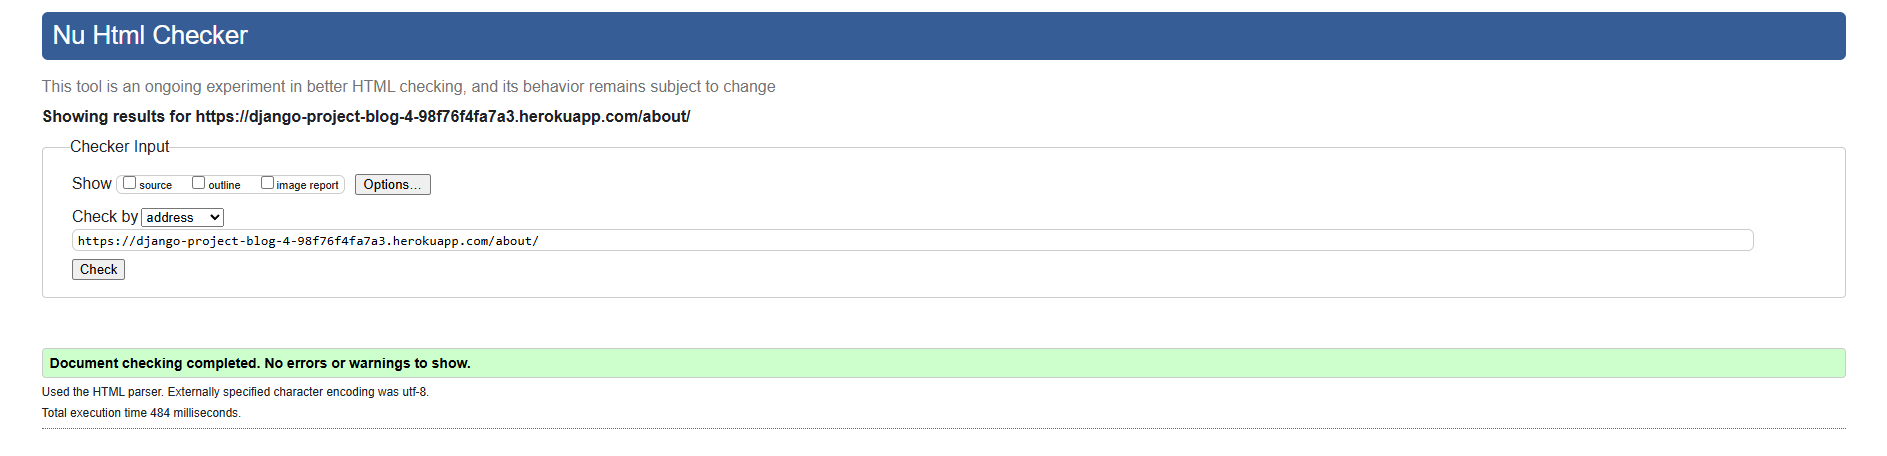 Nu Html Checker
This tool is an ongoing experiment in better HTML checking, and its behavior remains subject to change
Showing results for https://django-project-blog-4-98f76f4fa7a3.herokuapp.com/about/
Checker Input
Show source outline image report Options...
Check by address
https://django-project-blog-4-98f76f4fa7a3.herokuapp.com/about/
Check
Document checking completed. No errors or warnings to show.
Used the HTML parser. Externally specified character encoding was utf-8.
Total execution time 484 milliseconds.